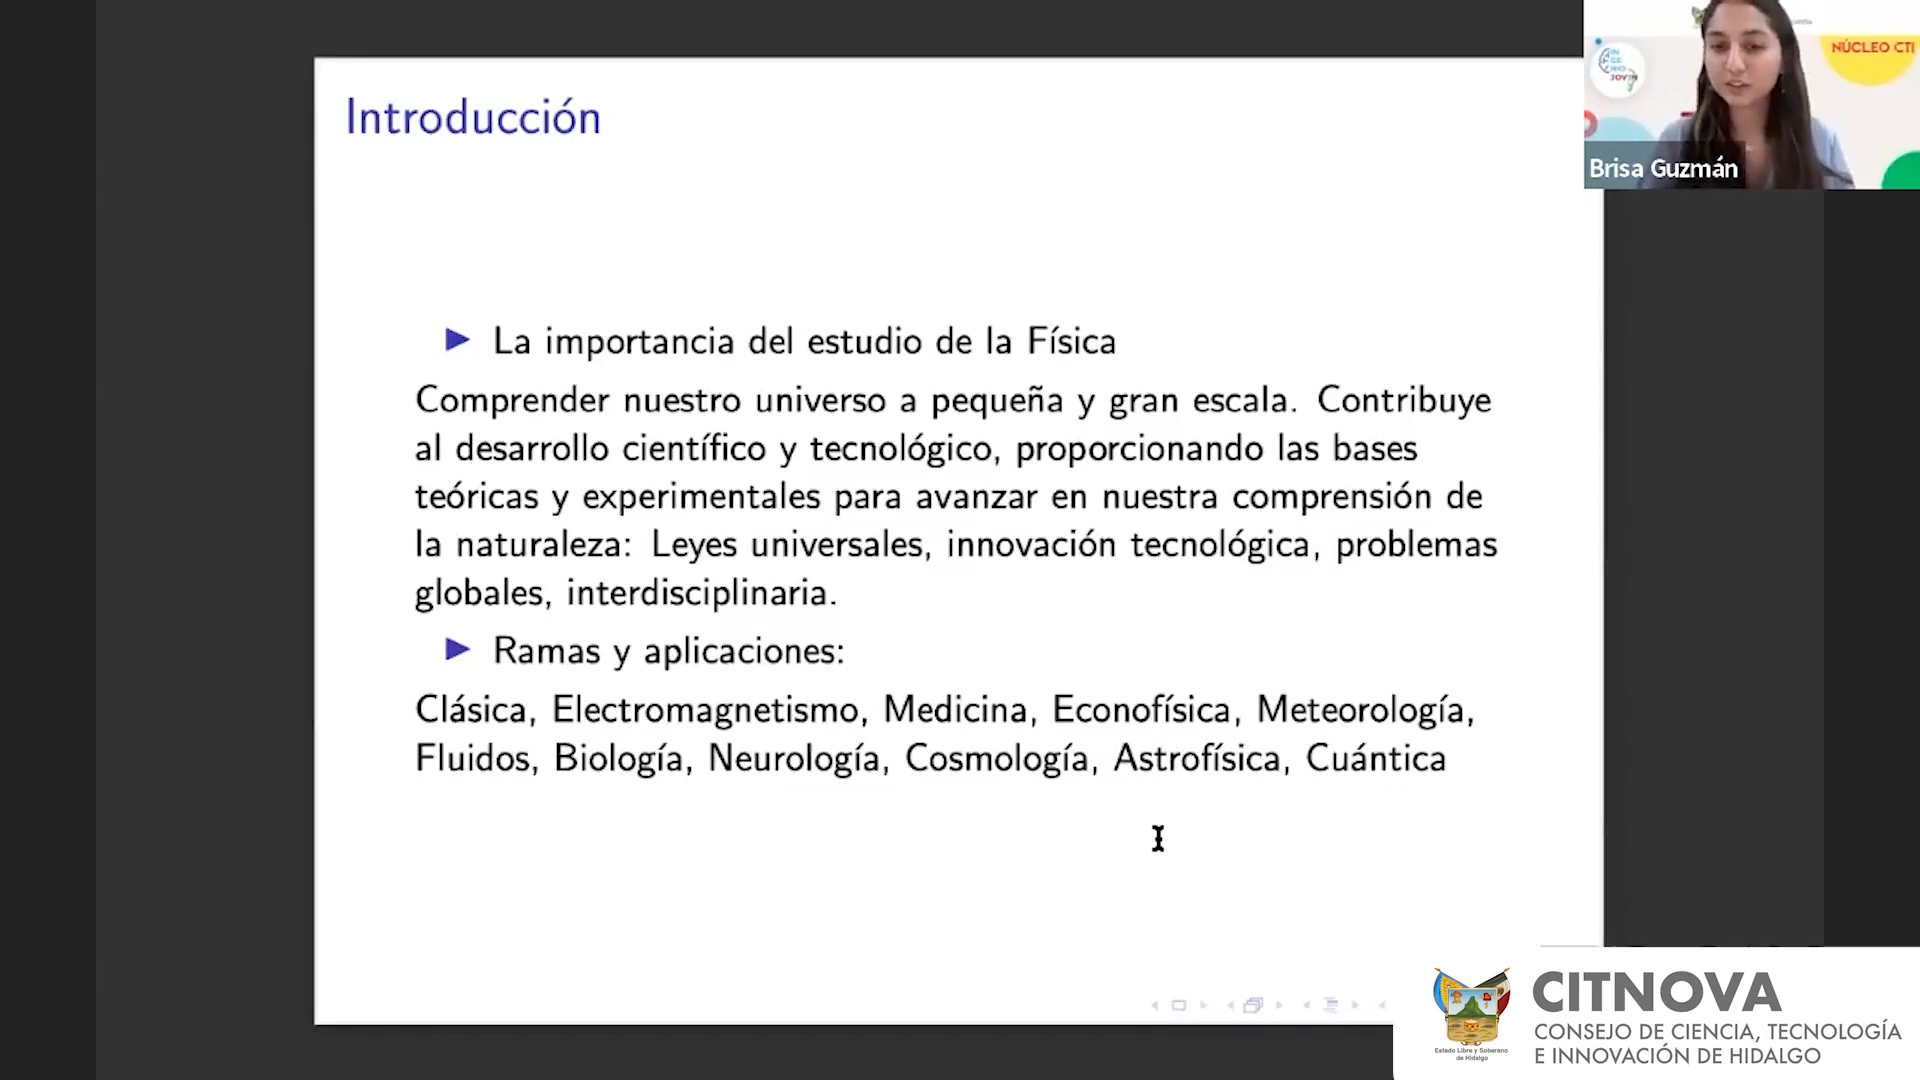 Introducción
NÚCLEO CTI
JOVEN
Brisa Guzmán
La importancia del estudio de la Física
Comprender nuestro universo a pequeña y gran escala. Contribuye
al desarrollo científico y tecnológico, proporcionando las bases
teóricas y experimentales para avanzar en nuestra comprensión de
la naturaleza: Leyes universales, innovación tecnológica, problemas
globales, interdisciplinaria.
Ramas y aplicaciones:
Clásica, Electromagnetismo, Medicina, Econofísica, Meteorología,
Fluidos, Biología, Neurología, Cosmología, Astrofísica, Cuántica
CITNOVA
CONSEJO DE CIENCIA, TECNOLOGÍA
E INNOVACIÓN DE HIDALGO
Estado Libre y Soberano
de Hidalgo